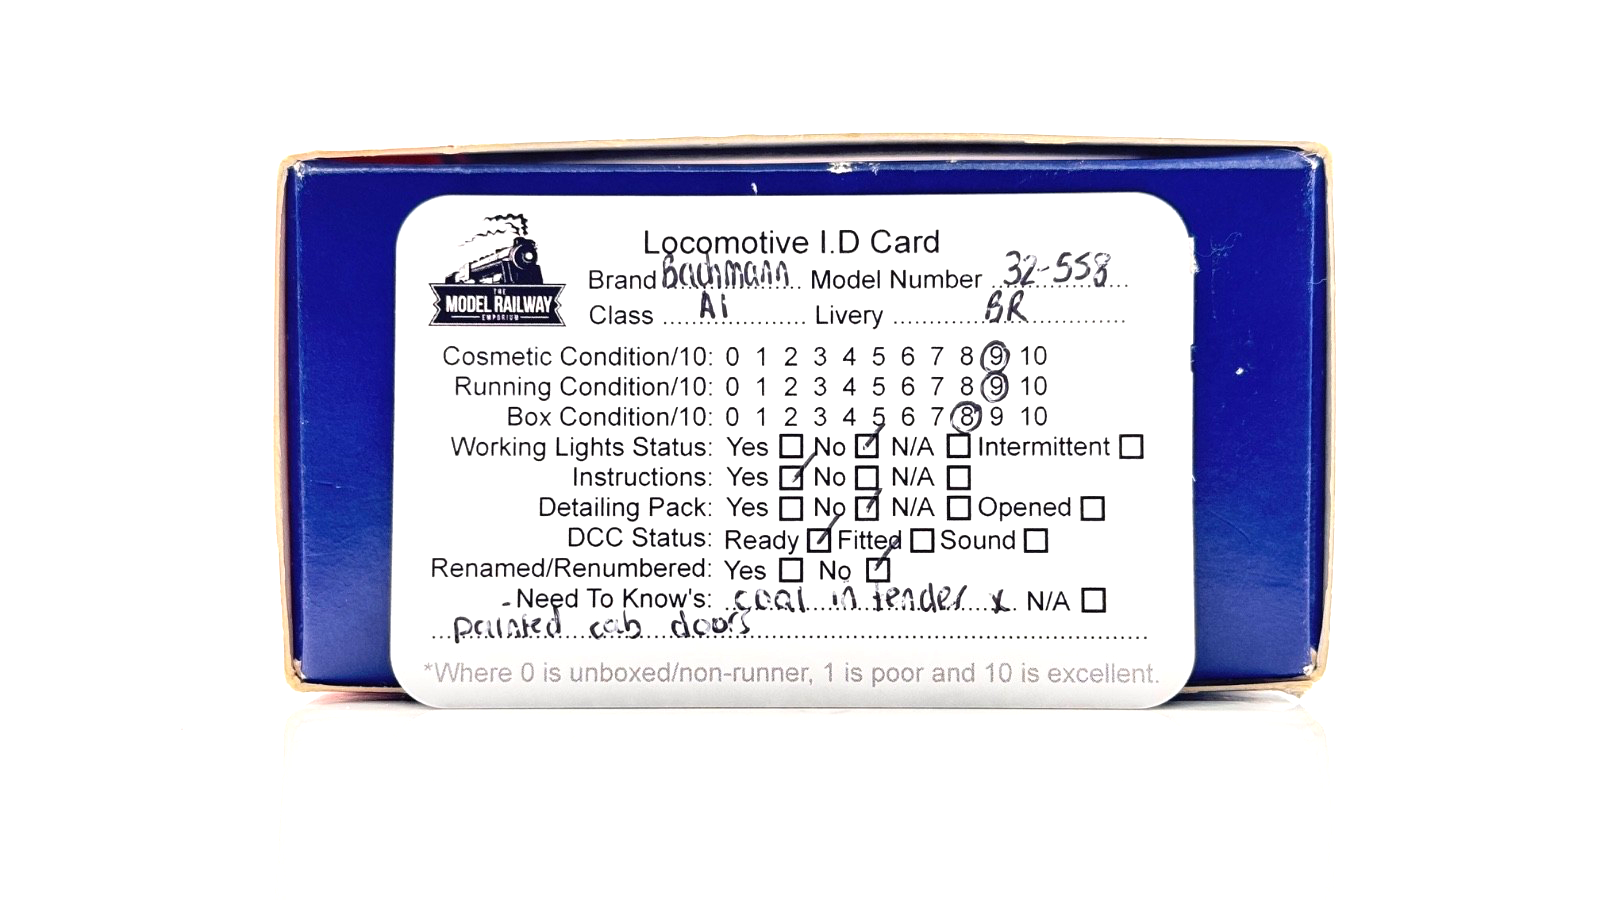 THE
MODEL RAILWAY
EMPORIUM
Locomotive I.D Card
Brand Bachmann Model Number 32-558
Class A1 Livery BR
Cosmetic Condition/10: 0 1 2 3 4 5 6 7 8 9 10
Running Condition/10: 0 1 2 3 4 5 6 7 8 9 10
Box Condition/10: 0 1 2 3 4 5 6 7 8 9 10
Working Lights Status: Yes No N/A Intermittent
Instructions: Yes No N/A
Detailing Pack: Yes No N/A Opened
DCC Status: Ready Fitted Sound
Renamed/Renumbered: Yes No
Need To Know's: coal in tender x N/A
painted cab doors
*Where 0 is unboxed/non-runner, 1 is poor and 10 is excellent.